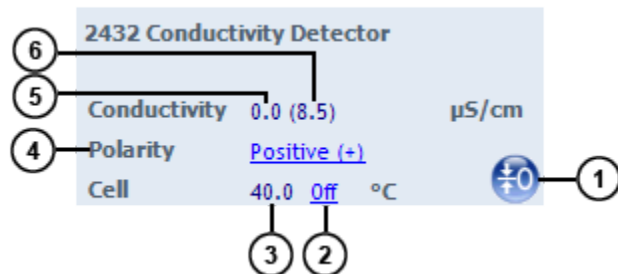 2432 Conductivity Detector
6
5
Conductivity 0.0 (8.5) µS/cm
4
Polarity Positive (+)
Cell 40.0 Off °C
0
1
3 2